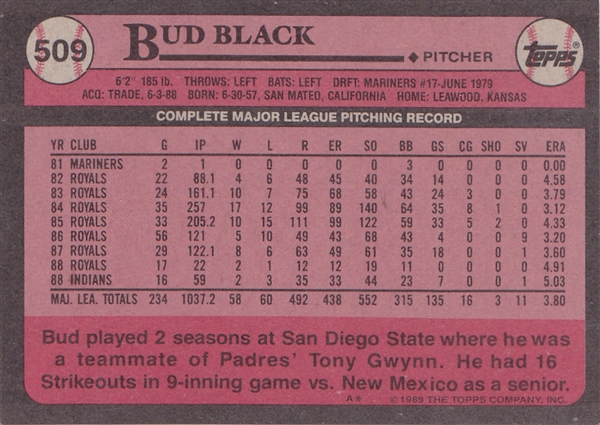 509 BUD BLACK
PITCHER
Topps®
6'2" 185 lb. THROWS: LEFT BATS: LEFT DRFT: MARINERS #17-JUNE 1979
ACQ: TRADE, 6-3-88 BORN: 6-30-57, SAN MATEO, CALIFORNIA HOME: LEAWOOD, KANSAS
COMPLETE MAJOR LEAGUE PITCHING RECORD
YR CLUB G IP W L R ER SO BB GS CG SHO SV ERA
81 MARINERS 2 1 0 0 0 0 0 3 0 0 0 0 0.00
82 ROYALS 22 88.1 4 6 48 45 40 34 14 0 0 0 4.58
83 ROYALS 24 161.1 10 7 75 68 58 43 24 3 0 0 3.79
84 ROYALS 35 257 17 12 99 89 140 64 35 8 1 0 3.12
85 ROYALS 33 205.2 10 15 111 99 122 59 33 5 2 0 4.33
86 ROYALS 56 121 5 10 49 43 68 43 4 0 0 9 3.20
87 ROYALS 29 122.1 8 6 63 49 61 35 18 0 0 1 3.60
88 ROYALS 17 22 2 1 12 12 19 11 0 0 0 0 4.91
88 INDIANS 16 59 2 3 35 33 44 23 7 0 0 1 5.03
MAJ. LEA. TOTALS 234 1037.2 58 60 492 438 552 315 135 16 3 11 3.80
Bud played 2 seasons at San Diego State where he was
a teammate of Padres' Tony Gwynn. He had 16
Strikeouts in 9-inning game vs. New Mexico as a senior.
A* © 1989 THE TOPPS COMPANY, INC.